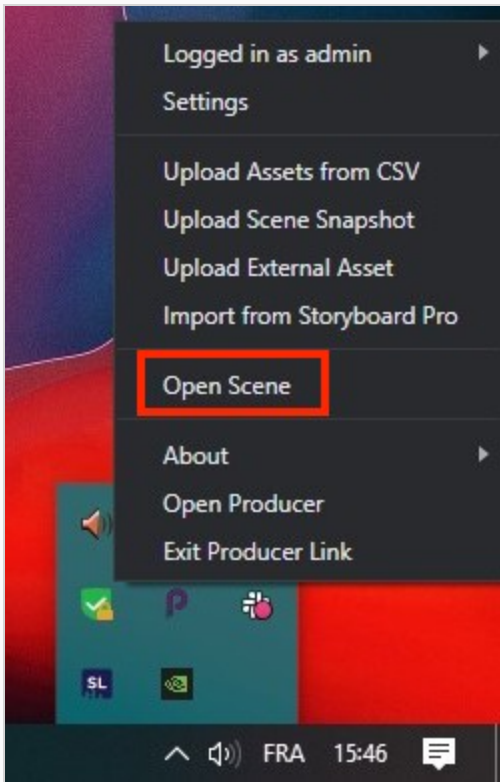 Logged in as admin
Settings
Upload Assets from CSV
Upload Scene Snapshot
Upload External Asset
Import from Storyboard Pro
Open Scene
About
Open Producer
Exit Producer Link
SL
FRA 15:46